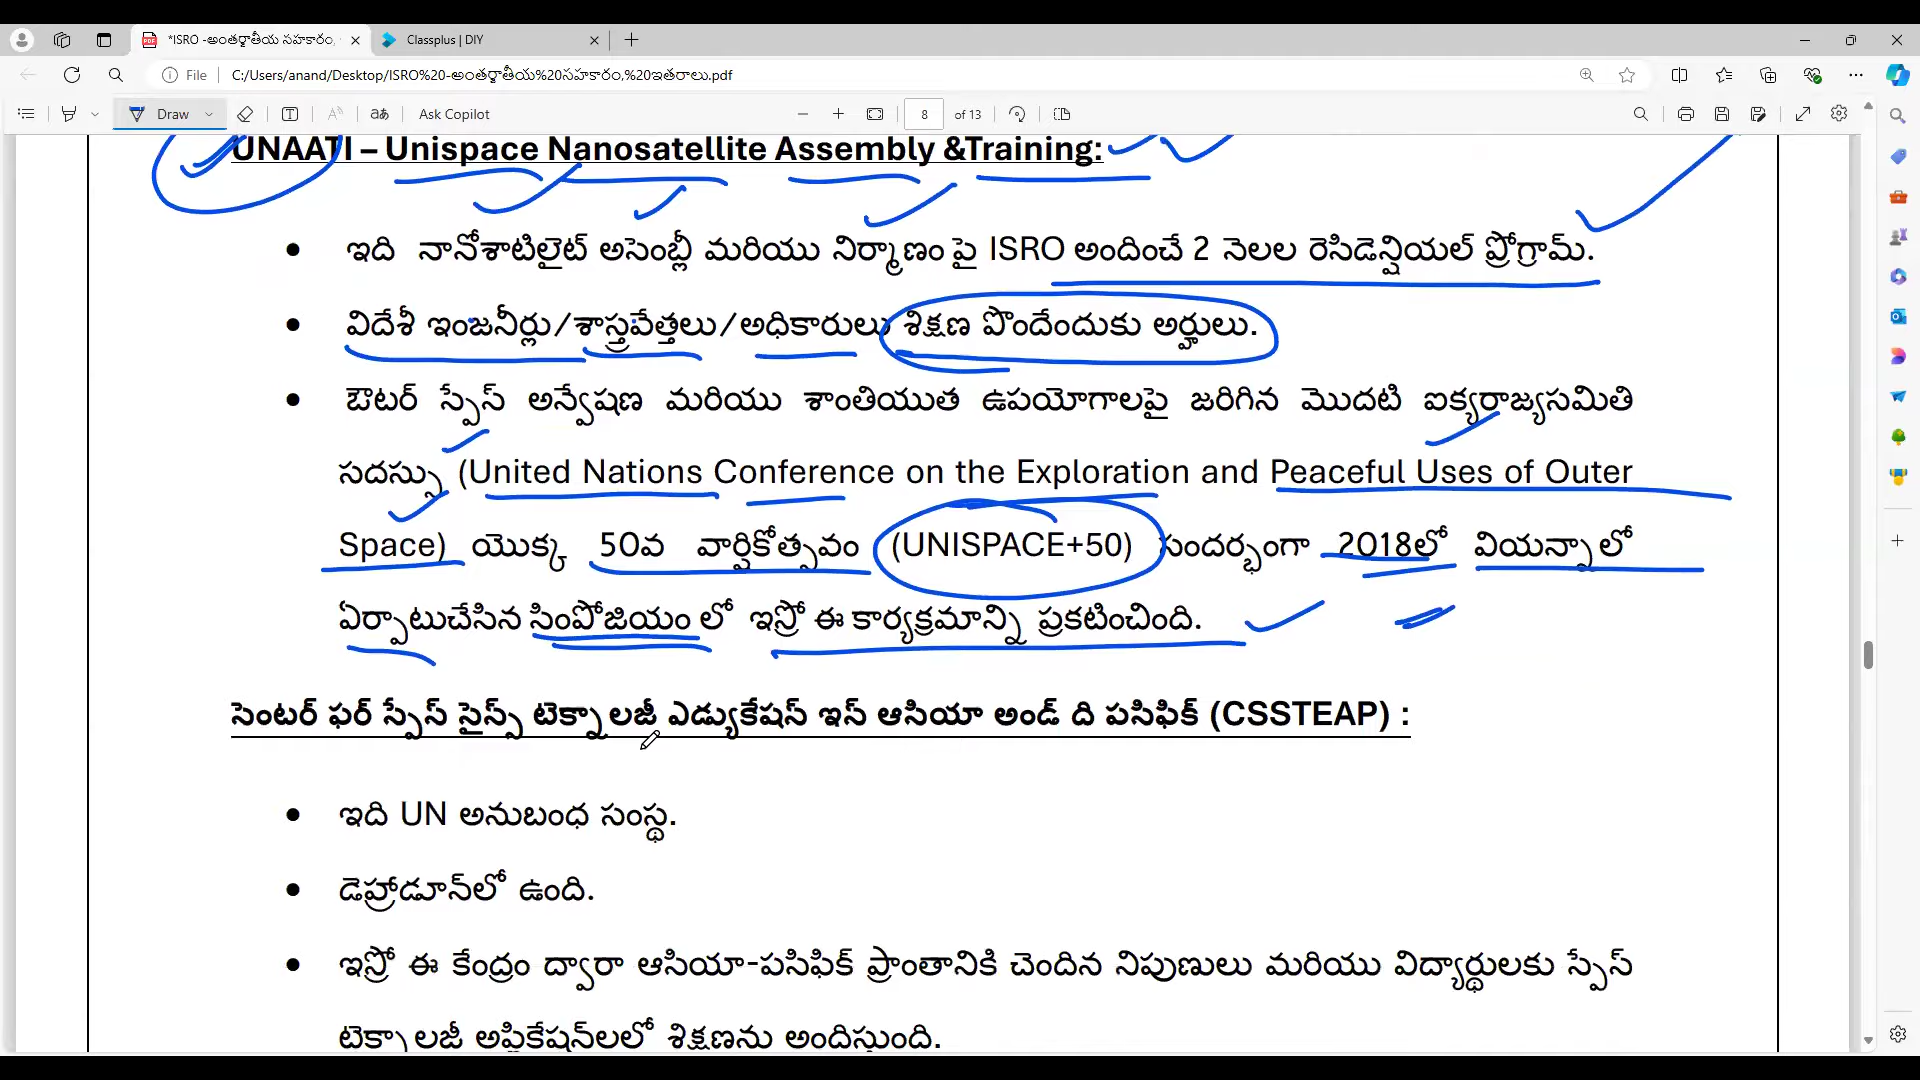 *ISRO -అంతర్జాతీయ సహకారం,
Classplus | DIY
File
C:/Users/anand/Desktop/ISRO%20-అంతర్జాతీయ%20సహకారం,%20ఇతరాలు.pdf
Draw
Ask Copilot
8 of 13
UNAATI – Unispace Nanosatellite Assembly &Training:
• ఇది నానోశాటిలైట్ అసెంబ్లీ మరియు నిర్మాణం పై ISRO అందించే 2 నెలల రెసిడెన్షియల్ ప్రోగ్రామ్.
• విదేశీ ఇంజనీర్లు/శాస్త్రవేత్తలు/అధికారులు శిక్షణ పొందేందుకు అర్హులు.
• ఔటర్ స్పేస్ అన్వేషణ మరియు శాంతియుత ఉపయోగాలపై జరిగిన మొదటి ఐక్యరాజ్యసమితి
సదస్సు (United Nations Conference on the Exploration and Peaceful Uses of Outer
Space) యొక్క 50వ వార్షికోత్సవం (UNISPACE+50) సందర్భంగా 2018లో వియన్నాలో
ఏర్పాటుచేసిన సింపోజియం లో ఇస్రో ఈ కార్యక్రమాన్ని ప్రకటించింది.
సెంటర్ ఫర్ స్పేస్ సైన్స్ టెక్నాలజీ ఎడ్యుకేషన్ ఇన్ ఆసియా అండ్ ది పసిఫిక్ (CSSTEAP) :
• ఇది UN అనుబంధ సంస్థ.
• డెహ్రాడూన్‌లో ఉంది.
• ఇస్రో ఈ కేంద్రం ద్వారా ఆసియా-పసిఫిక్ ప్రాంతానికి చెందిన నిపుణులు మరియు విద్యార్థులకు స్పేస్
టెక్నాలజీ అప్లికేషన్‌లలో శిక్షణను అందిస్తుంది.